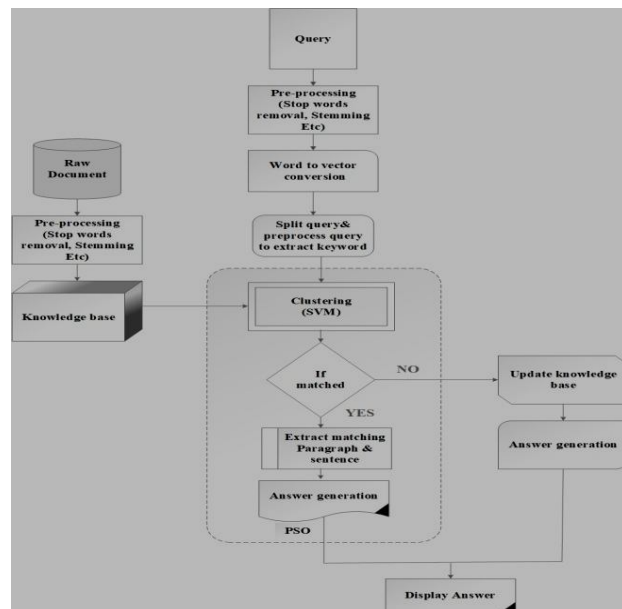 Query
Pre-processing
(Stop words
removal, Stemming
Etc)
Word to vector
conversion
Split query&
preprocess query
to extract keyword
Raw
Document
Pre-processing
(Stop words
removal, Stemming
Etc)
Knowledge base
Clustering
(SVM)
If
matched
NO
YES
Update knowledge
base
Answer generation
Extract matching
Paragraph &
sentence
Answer generation
PSO
Display Answer